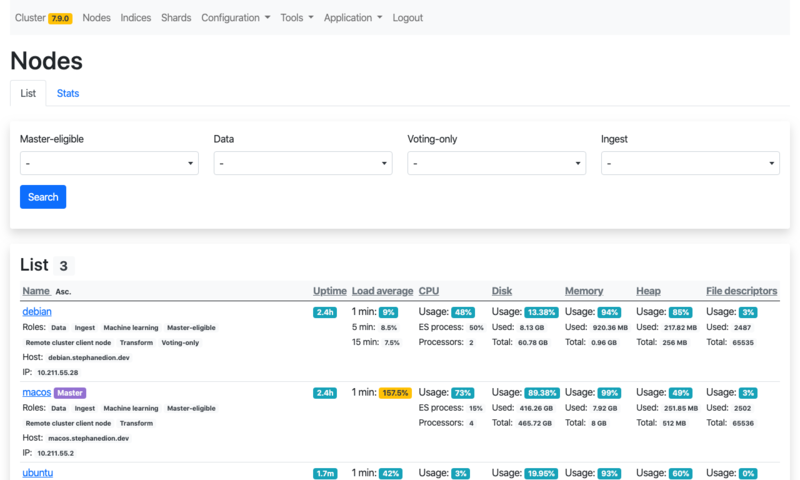 Cluster 7.9.0 Nodes Indices Shards Configuration Tools Application Logout
Nodes
List Stats
Master-eligible Data Voting-only Ingest
- - - -
Search
List 3
Name Asc. Uptime Load average CPU Disk Memory Heap File descriptors
debian 2.4h 1 min: 9% Usage: 48% Usage: 13.38% Usage: 94% Usage: 85% Usage: 3%
Roles: Data Ingest Machine learning Master-eligible 5 min: 8.5% ES process: 50% Used: 8.13 GB Used: 920.36 MB Used: 217.82 MB Used: 2487
Remote cluster client node Transform Voting-only 15 min: 7.5% Processors: 2 Total: 60.78 GB Total: 0.96 GB Total: 256 MB Total: 65535
Host: debian.stephanedion.dev
IP: 10.211.55.28
macos Master 2.4h 1 min: 157.5% Usage: 73% Usage: 89.38% Usage: 99% Usage: 49% Usage: 3%
Roles: Data Ingest Machine learning Master-eligible ES process: 15% Used: 416.26 GB Used: 7.92 GB Used: 251.85 MB Used: 2502
Remote cluster client node Transform Processors: 4 Total: 465.72 GB Total: 8 GB Total: 512 MB Total: 65536
Host: macos.stephanedion.dev
IP: 10.211.55.2
ubuntu 1.7m 1 min: 42% Usage: 3% Usage: 19.95% Usage: 93% Usage: 60% Usage: 0%